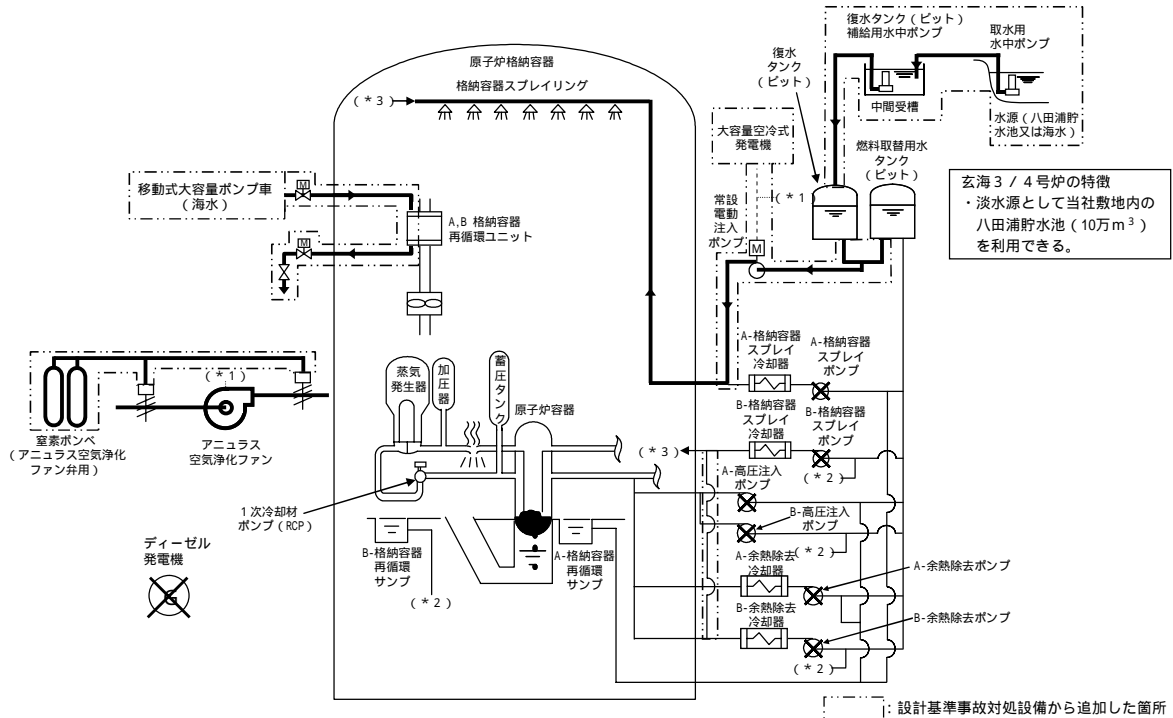 復水タンク(ピット)
補給用水中ポンプ
取水用
水中ポンプ
復水
タンク
(ピット)
原子炉格納容器
格納容器スプレイリング
(*3)
中間受槽
水源(八田浦貯
水池又は海水)
大容量空冷式
発電機
燃料取替用水
タンク
(ピット)
玄海3/4号炉の特徴
・淡水源として当社敷地内の
八田浦貯水池(10万m³)
を利用できる。
移動式大容量ポンプ車
(海水)
M
M
A,B 格納容器
再循環ユニット
常設
電動
注入
ポンプ
(*1)
M
A-格納容器
スプレイ
冷却器
A-格納容器
スプレイ
ポンプ
(*1)
窒素ボンベ
(アニュラス空気浄化
ファン弁用)
アニュラス
空気浄化ファン
蒸気
発生器
加圧器
蓄圧タンク
原子炉容器
B-格納容器
スプレイ
冷却器
B-格納容器
スプレイ
ポンプ
(*3)
(*2)
A-高圧注入
ポンプ
B-高圧注入
ポンプ
(*2)
1次冷却材
ポンプ(RCP)
ディーゼル
発電機
G
B-格納容器
再循環
サンプ
(*2)
A-格納容器
再循環
サンプ
A-余熱除去
冷却器
A-余熱除去ポンプ
B-余熱除去
冷却器
B-余熱除去ポンプ
(*2)
:設計基準事故対処設備から追加した箇所